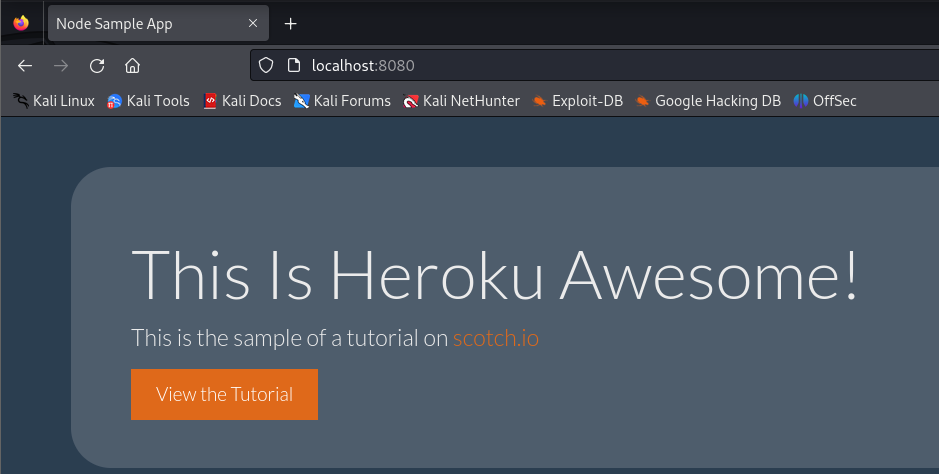 Node Sample App
localhost:8080
Kali Linux Kali Tools Kali Docs Kali Forums Kali NetHunter Exploit-DB Google Hacking DB OffSec
This Is Heroku Awesome!
This is the sample of a tutorial on scotch.io
View the Tutorial